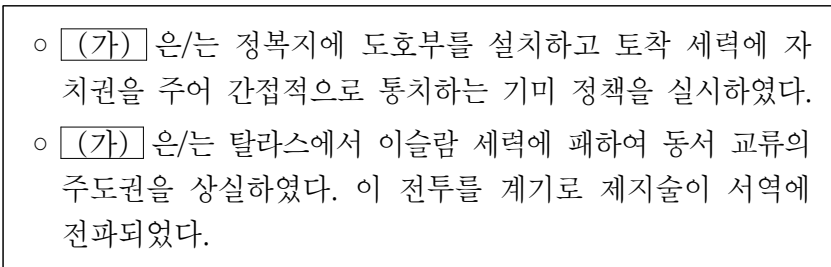 ○ (가) 은/는 정복지에 도호부를 설치하고 토착 세력에 자
치권을 주어 간접적으로 통치하는 기미 정책을 실시하였다.
○ (가) 은/는 탈라스에서 이슬람 세력에 패하여 동서 교류의
주도권을 상실하였다. 이 전투를 계기로 제지술이 서역에
전파되었다.